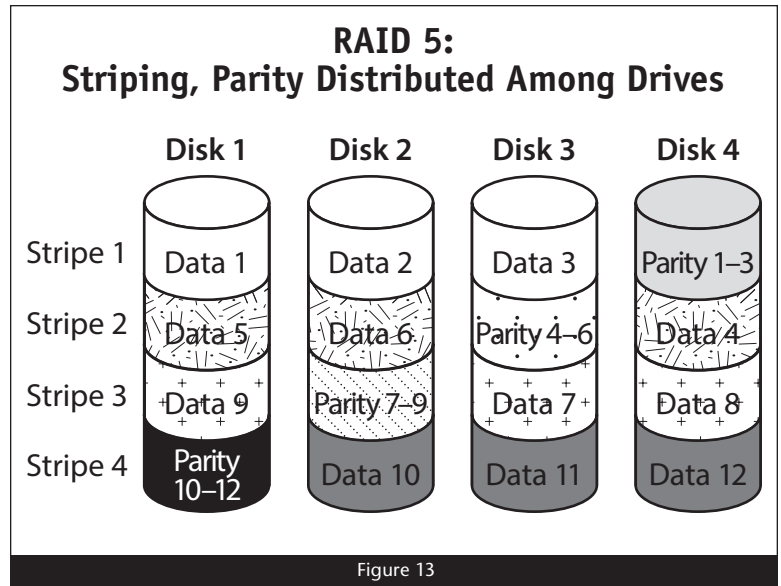 RAID 5:
Striping, Parity Distributed Among Drives
Disk 1 Disk 2 Disk 3 Disk 4
Stripe 1 Data 1 Data 2 Data 3 Parity 1–3
Stripe 2 Data 5 Data 6 Parity 4–6 Data 4
Stripe 3 Data 9 Parity 7–9 Data 7 Data 8
Stripe 4 Parity 10–12 Data 10 Data 11 Data 12
Figure 13